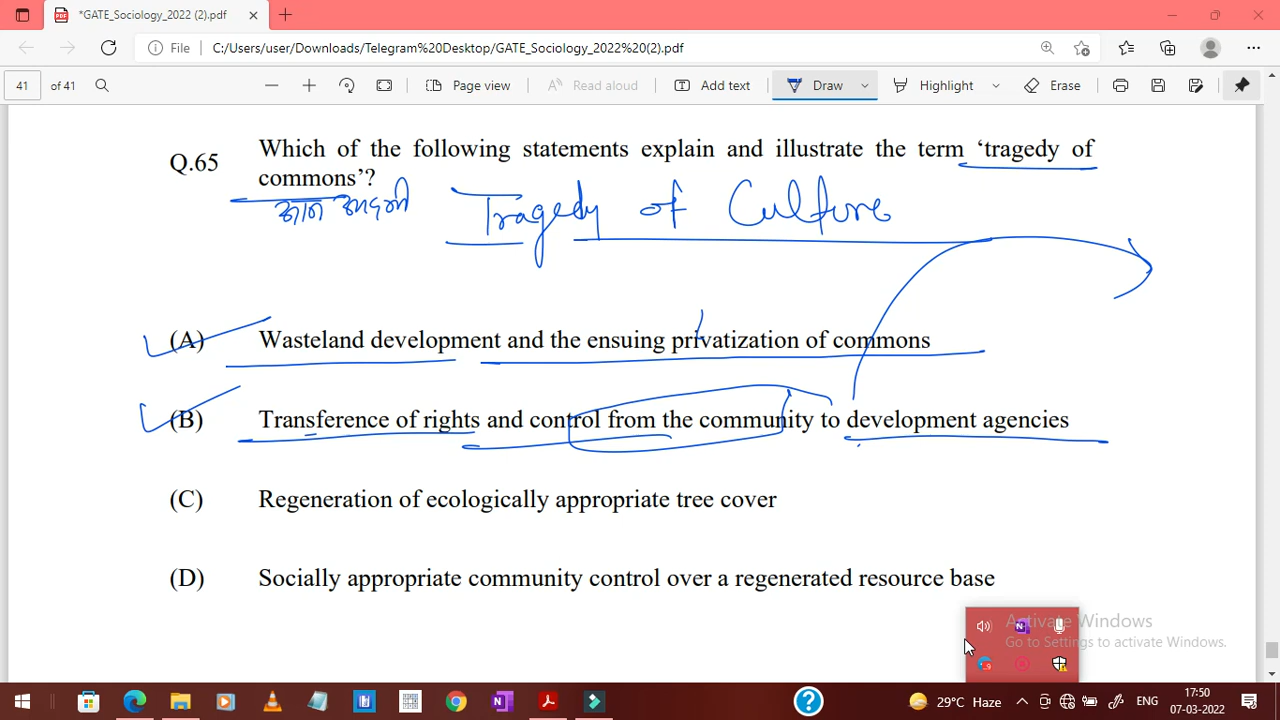 *GATE_Sociology_2022 (2).pdf
File C:/Users/user/Downloads/Telegram%20Desktop/GATE_Sociology_2022%20(2).pdf
41 of 41 Page view Read aloud Add text Draw Highlight Erase
Q.65 Which of the following statements explain and illustrate the term ‘tragedy of
commons’?
Tragedy of Culture
(A) Wasteland development and the ensuing privatization of commons
(B) Transference of rights and control from the community to development agencies
(C) Regeneration of ecologically appropriate tree cover
(D) Socially appropriate community control over a regenerated resource base
Activate Windows
Go to Settings to activate Windows.
29°C Haze ENG 17:50
07-03-2022